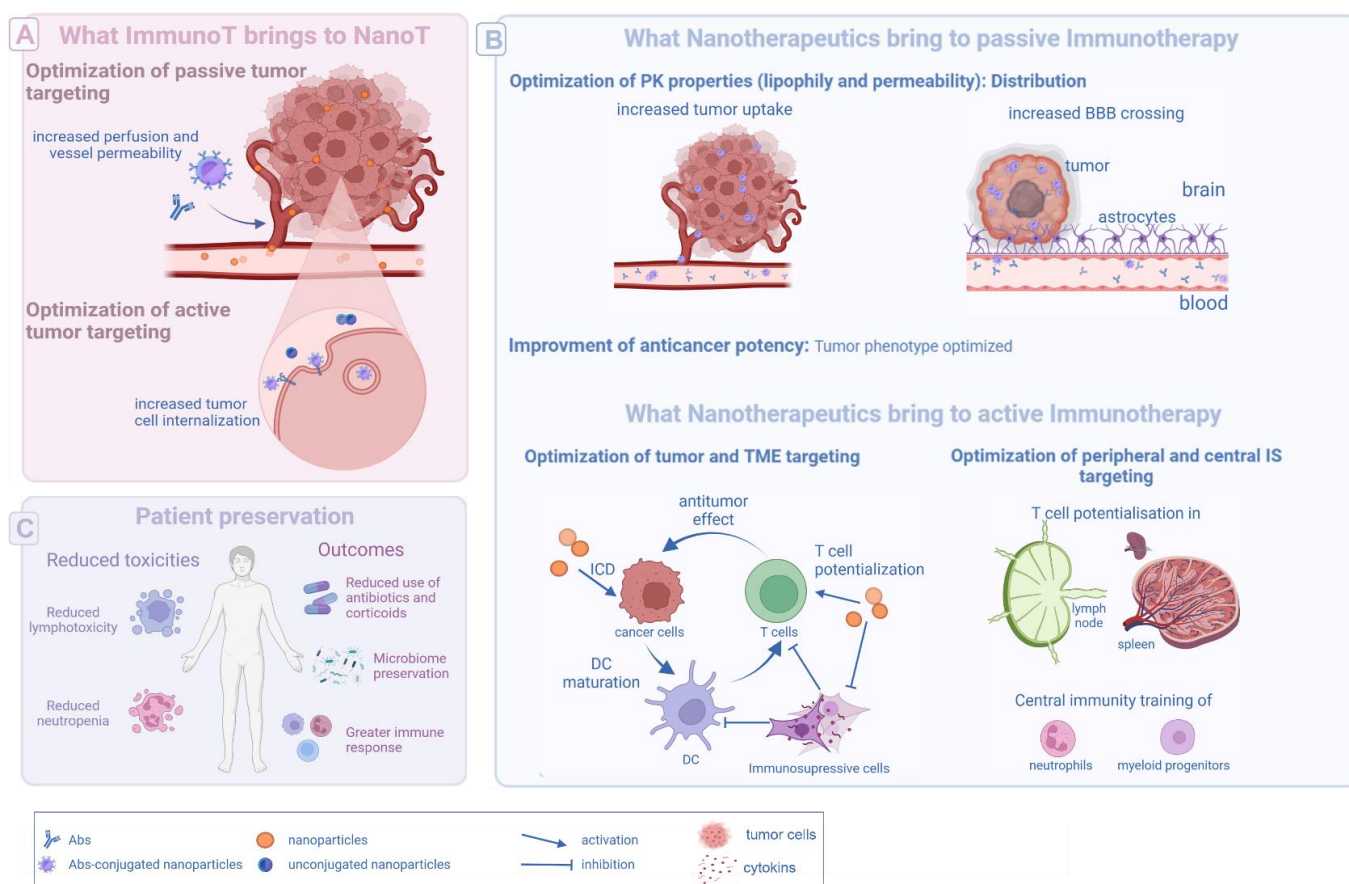 A
What ImmunoT brings to NanoT
Optimization of passive tumor
targeting
increased perfusion and
vessel permeability
Optimization of active
tumor targeting
increased tumor
cell internalization
B
What Nanotherapeutics bring to passive Immunotherapy
Optimization of PK properties (lipophily and permeability): Distribution
increased tumor uptake
increased BBB crossing
tumor
brain
astrocytes
blood
Improvment of anticancer potency: Tumor phenotype optimized
What Nanotherapeutics bring to active Immunotherapy
Optimization of tumor and TME targeting
antitumor
effect
ICD
T cell
potentialization
cancer cells
T cells
DC
maturation
DC
Immunosupressive cells
Optimization of peripheral and central IS
targeting
T cell potentialisation in
lymph
node
spleen
Central immunity training of
neutrophils
myeloid progenitors
C
Patient preservation
Reduced toxicities
Reduced
lymphotoxicity
Reduced
neutropenia
Outcomes
Reduced use of
antibiotics and
corticoids
Microbiome
preservation
Greater immune
response
Abs
nanoparticles
activation
tumor cells
Abs-conjugated nanoparticles
unconjugated nanoparticles
inhibition
cytokins